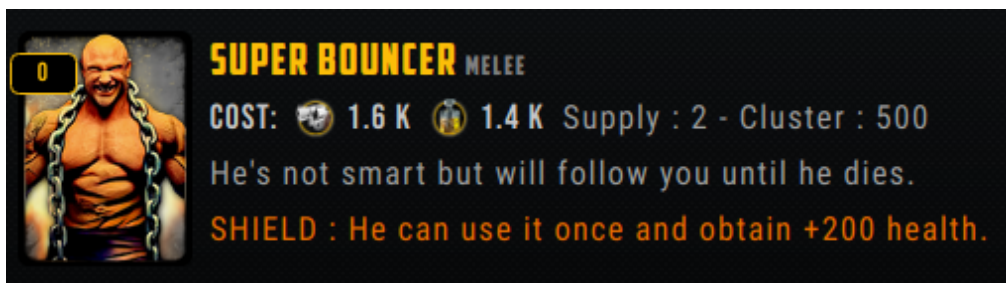 0
SUPER BOUNCER MELEE
COST: 1.6 K 1.4 K Supply : 2 - Cluster : 500
He's not smart but will follow you until he dies.
SHIELD : He can use it once and obtain +200 health.